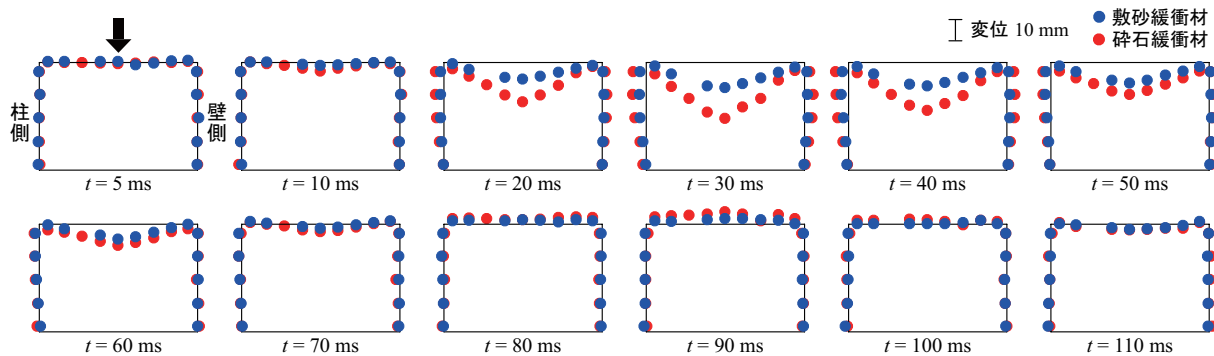 変位 10 mm
敷砂緩衝材
砕石緩衝材
柱側
壁側
t = 5 ms
t = 10 ms
t = 20 ms
t = 30 ms
t = 40 ms
t = 50 ms
t = 60 ms
t = 70 ms
t = 80 ms
t = 90 ms
t = 100 ms
t = 110 ms